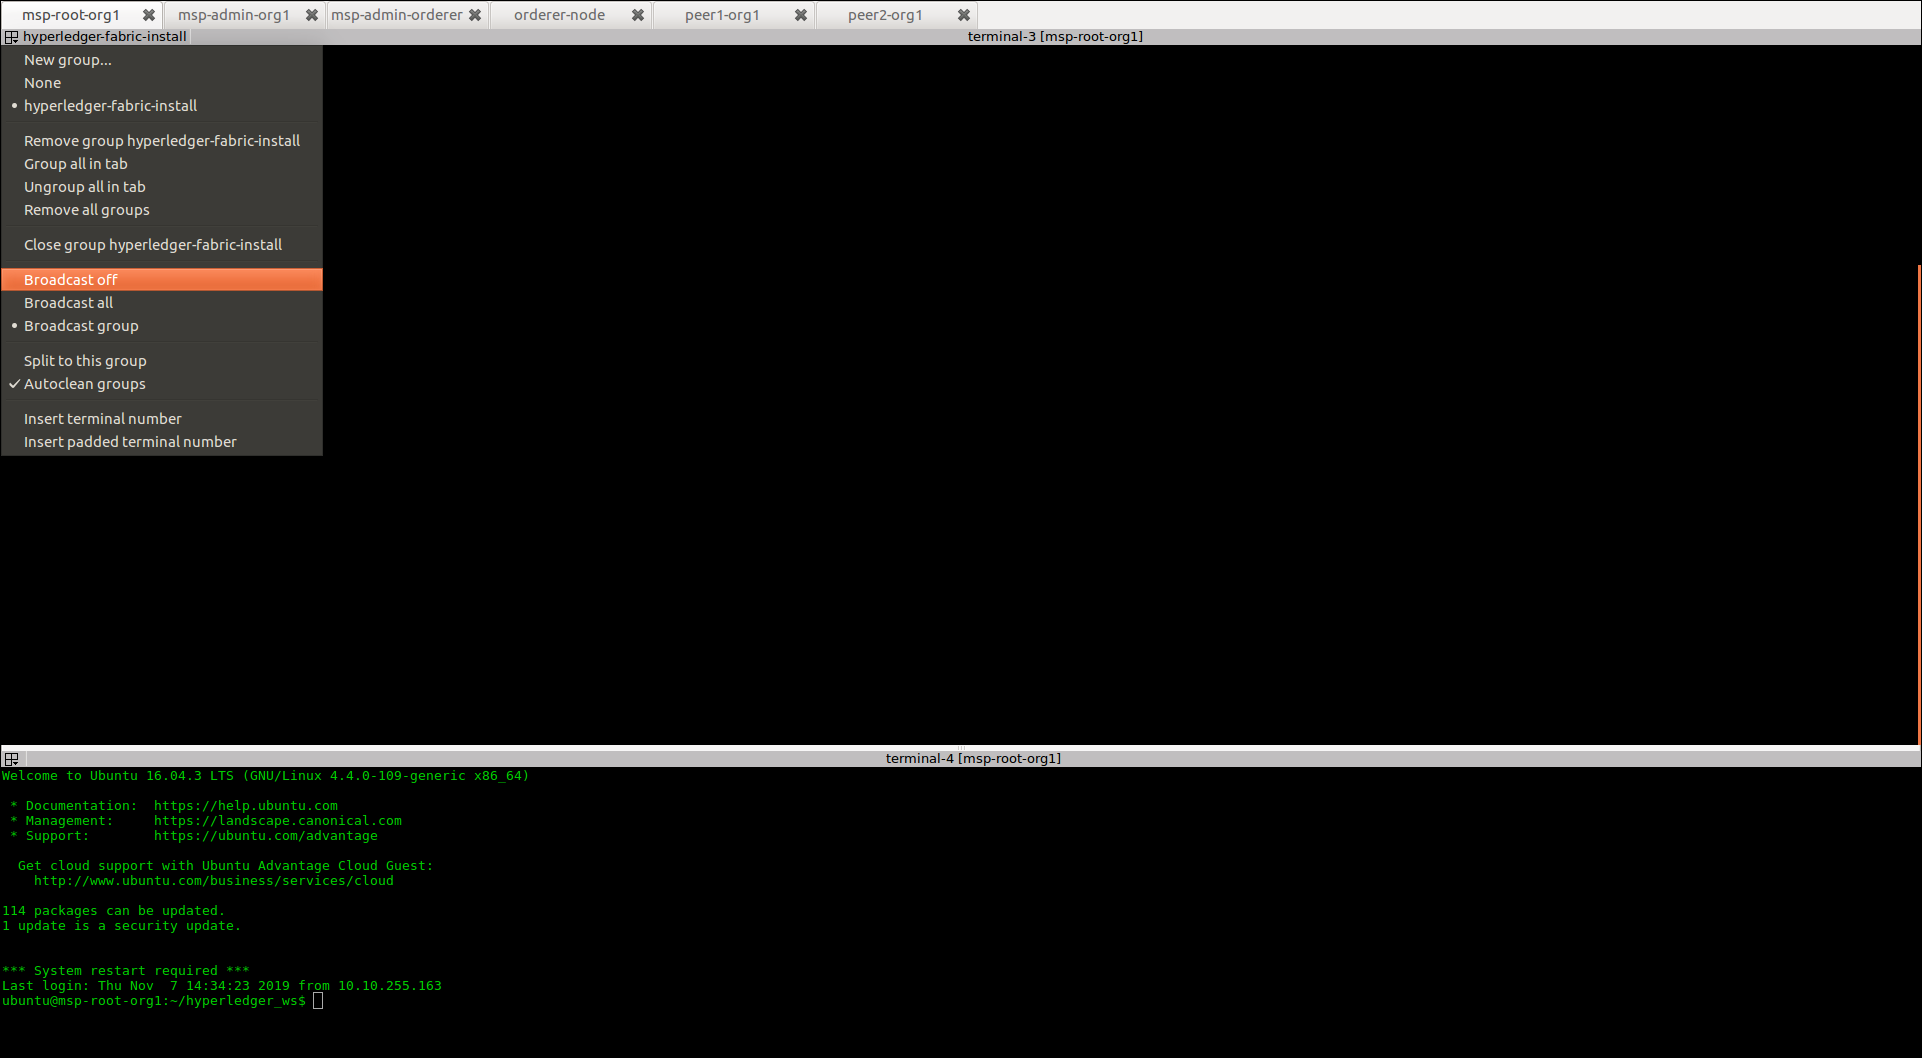 msp-root-org1 msp-admin-org1 msp-admin-orderer orderer-node peer1-org1 peer2-org1
hyperledger-fabric-install terminal-3 [msp-root-org1]
New group...
None
• hyperledger-fabric-install
Remove group hyperledger-fabric-install
Group all in tab
Ungroup all in tab
Remove all groups
Close group hyperledger-fabric-install
Broadcast off
Broadcast all
• Broadcast group
Split to this group
✓ Autoclean groups
Insert terminal number
Insert padded terminal number
terminal-4 [msp-root-org1]
Welcome to Ubuntu 16.04.3 LTS (GNU/Linux 4.4.0-109-generic x86_64)
* Documentation:  https://help.ubuntu.com
* Management:     https://landscape.canonical.com
* Support:        https://ubuntu.com/advantage
Get cloud support with Ubuntu Advantage Cloud Guest:
http://www.ubuntu.com/business/services/cloud
114 packages can be updated.
1 update is a security update.
*** System restart required ***
Last login: Thu Nov  7 14:34:23 2019 from 10.10.255.163
ubuntu@msp-root-org1:~/hyperledger_ws$